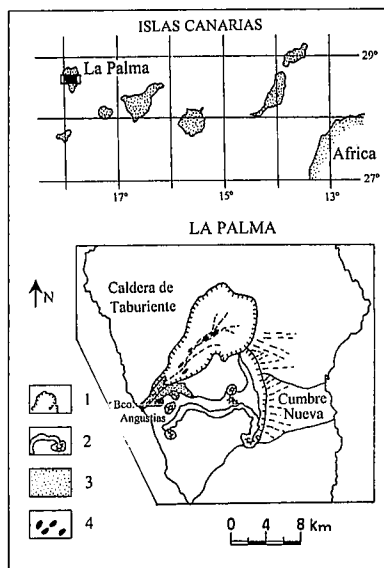 ISLAS CANARIAS
29°
La Palma
Africa
27°
17° 15° 13°
LA PALMA
N
Caldera de
Taburiente
Bco.
Angustias
Cumbre
Nueva
1
2
3
4
0 4 8 km